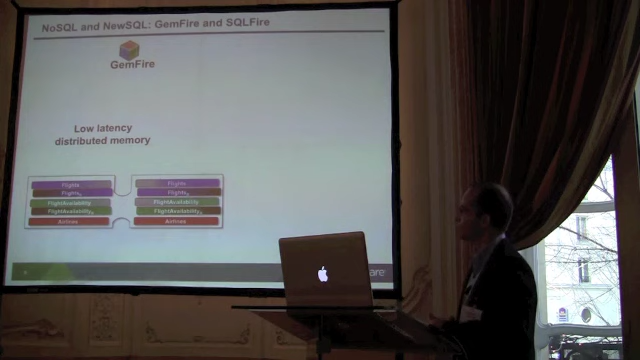 NoSQL and NewSQL: GemFire and SQLFire
GemFire
Low latency
distributed memory
Flights
Flights
FlightAvailability
FlightAvailability
Airlines
Flights
Flights
FlightAvailability
FlightAvailability
Airlines